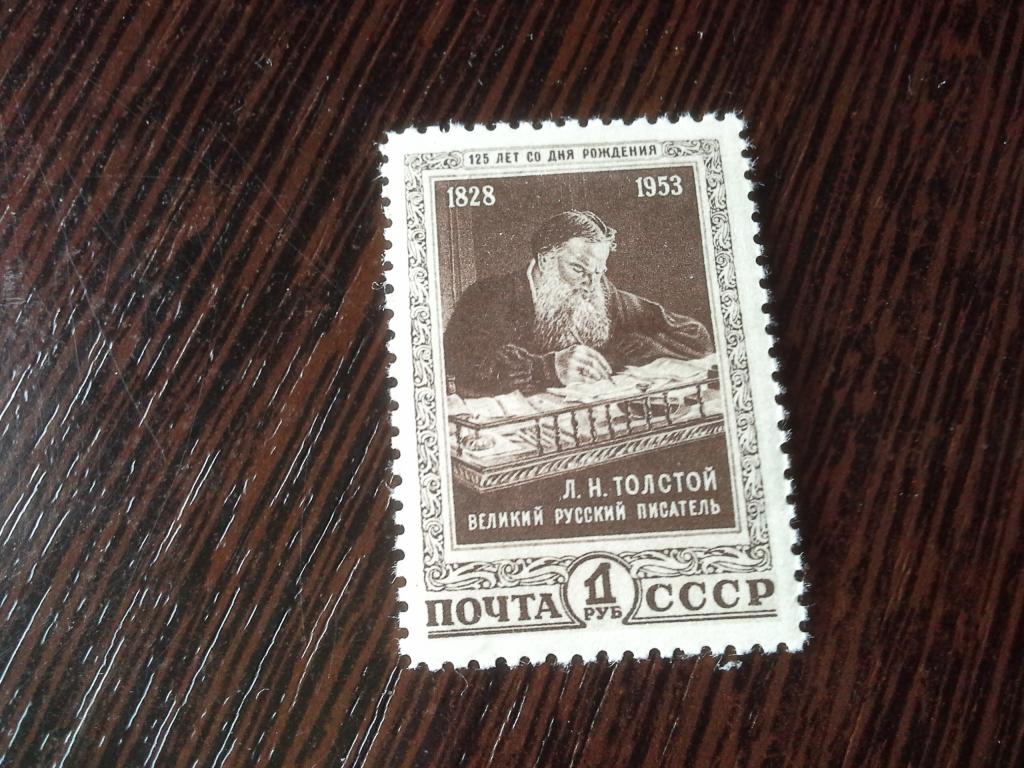 125 ЛЕТ СО ДНЯ РОЖДЕНИЯ
1828 1953
Л. Н. ТОЛСТОЙ
ВЕЛИКИЙ РУССКИЙ ПИСАТЕЛЬ
ПОЧТА 1 РУБ СССР